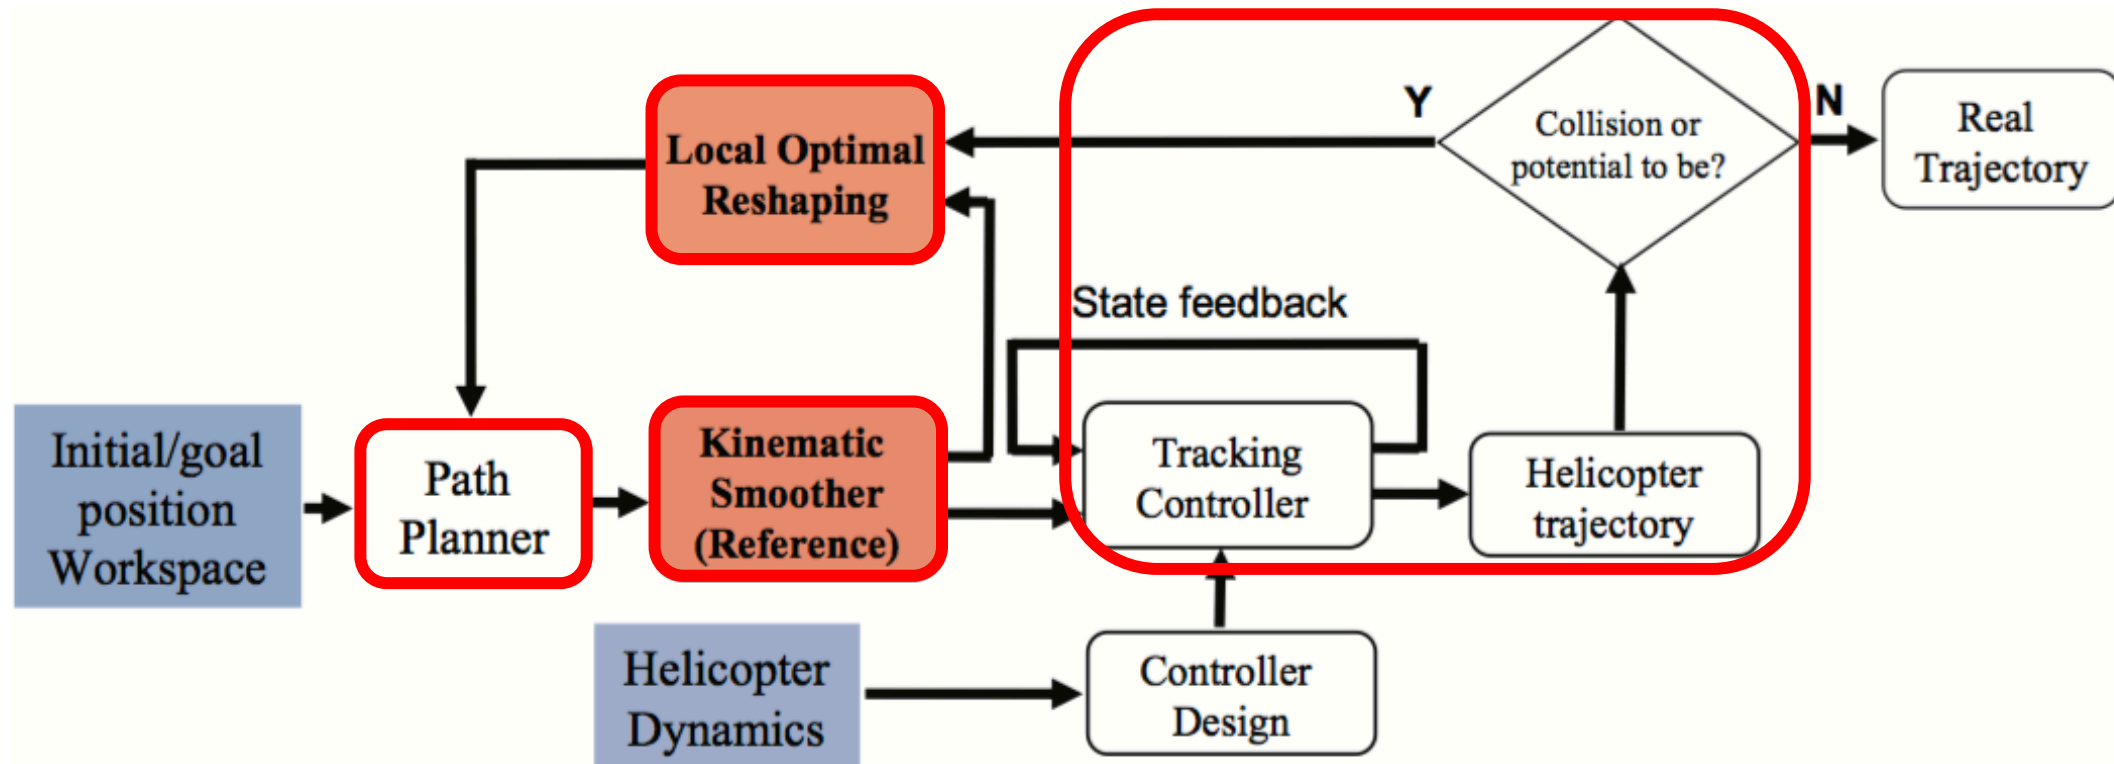 Local Optimal
Reshaping
Y
Collision or
potential to be?
N
Real
Trajectory
State feedback
Initial/goal
position
Workspace
Path
Planner
Kinematic
Smoother
(Reference)
Tracking
Controller
Helicopter
trajectory
Helicopter
Dynamics
Controller
Design